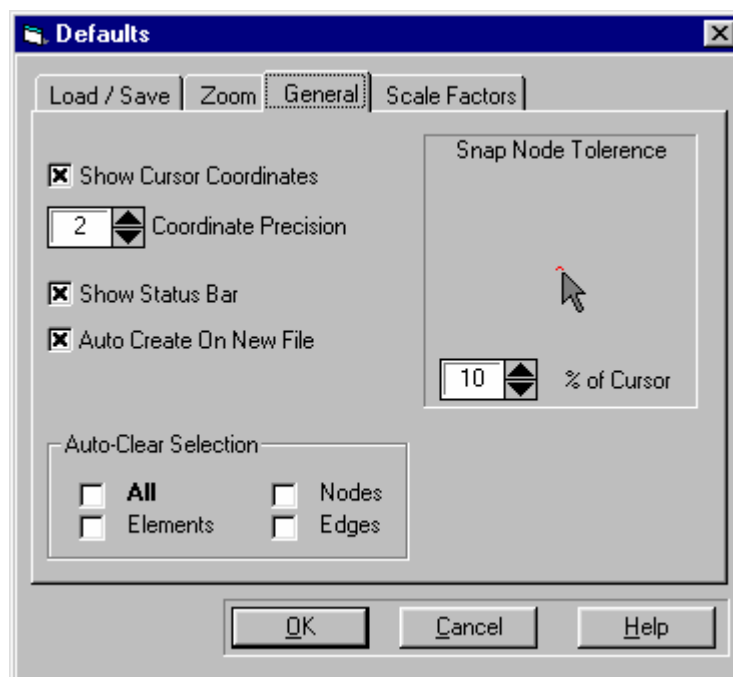 Defaults
Load / Save Zoom General Scale Factors
Show Cursor Coordinates
2 Coordinate Precision
Show Status Bar
Auto Create On New File
Snap Node Tolerence
10 % of Cursor
Auto-Clear Selection
All Nodes
Elements Edges
OK Cancel Help